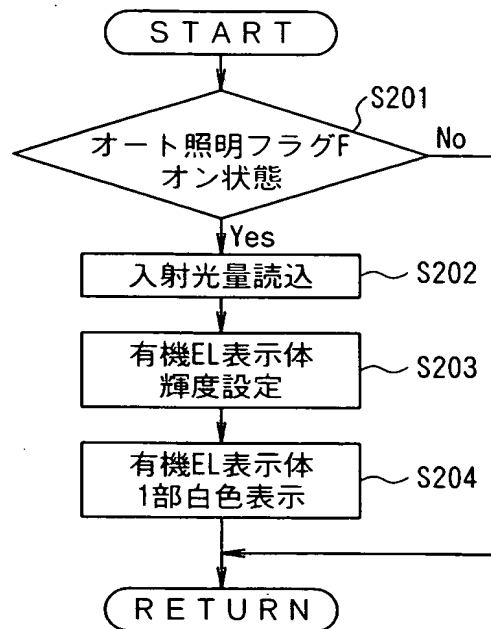 START
S201
オート照明フラグF
オン状態
No
Yes
入射光量読込
S202
有機EL表示体
輝度設定
S203
有機EL表示体
1部白色表示
S204
RETURN